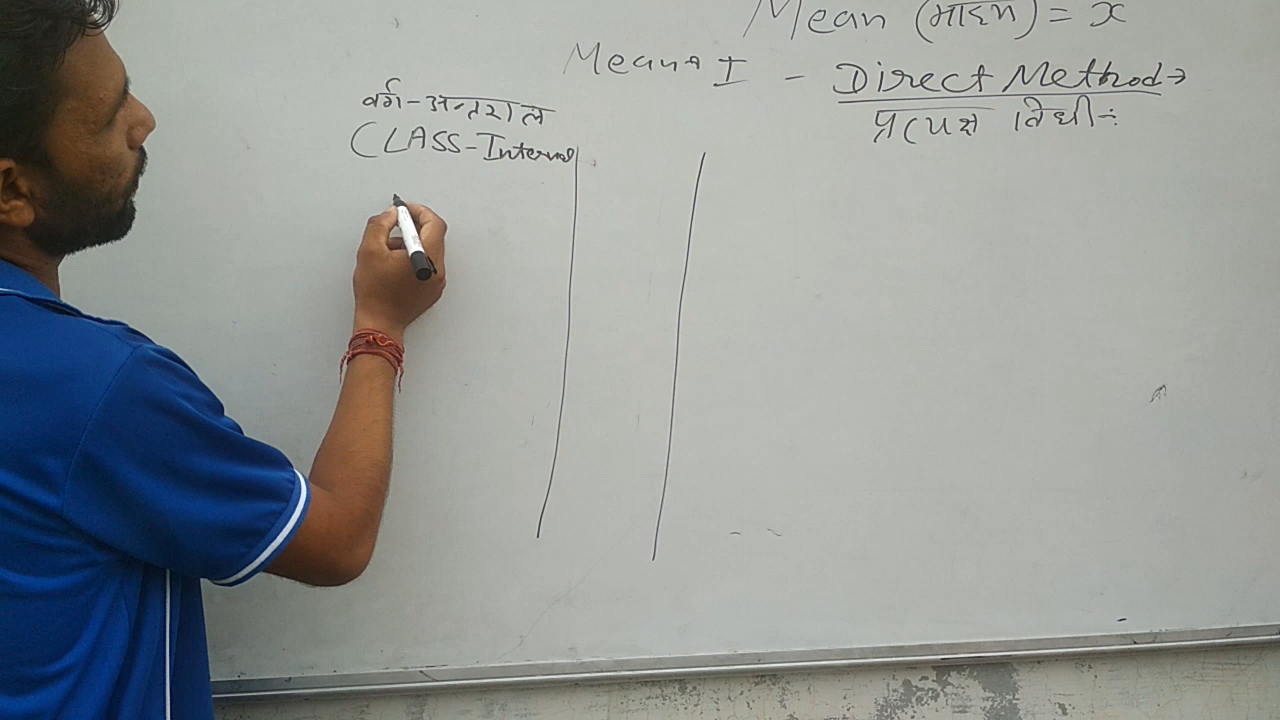 Mean (माध्य) = x
Mean I - Direct Method →
प्रत्यक्ष विधी ÷
वर्ग-अन्तराल
CLASS-Interval